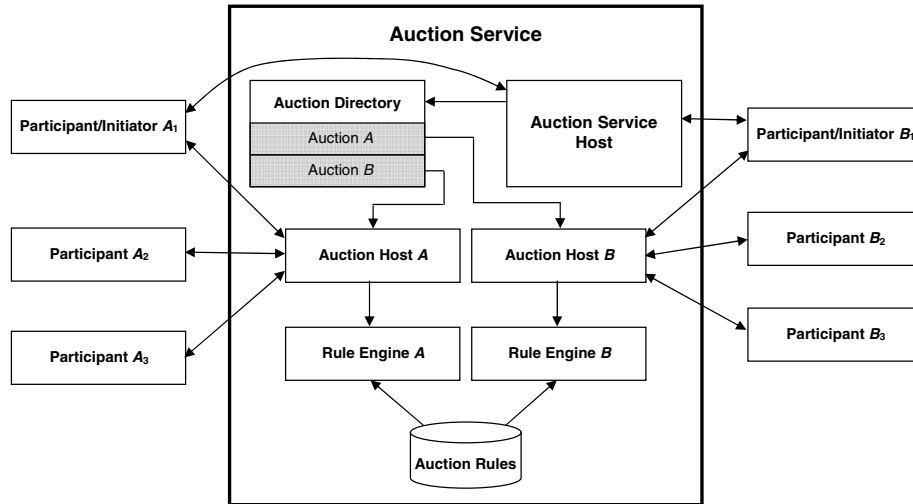 Auction Service
Auction Directory
Auction A
Auction B
Auction Service
Host
Participant/Initiator A₁
Participant/Initiator B₁
Participant A₂
Auction Host A
Auction Host B
Participant B₂
Participant A₃
Rule Engine A
Rule Engine B
Participant B₃
Auction Rules